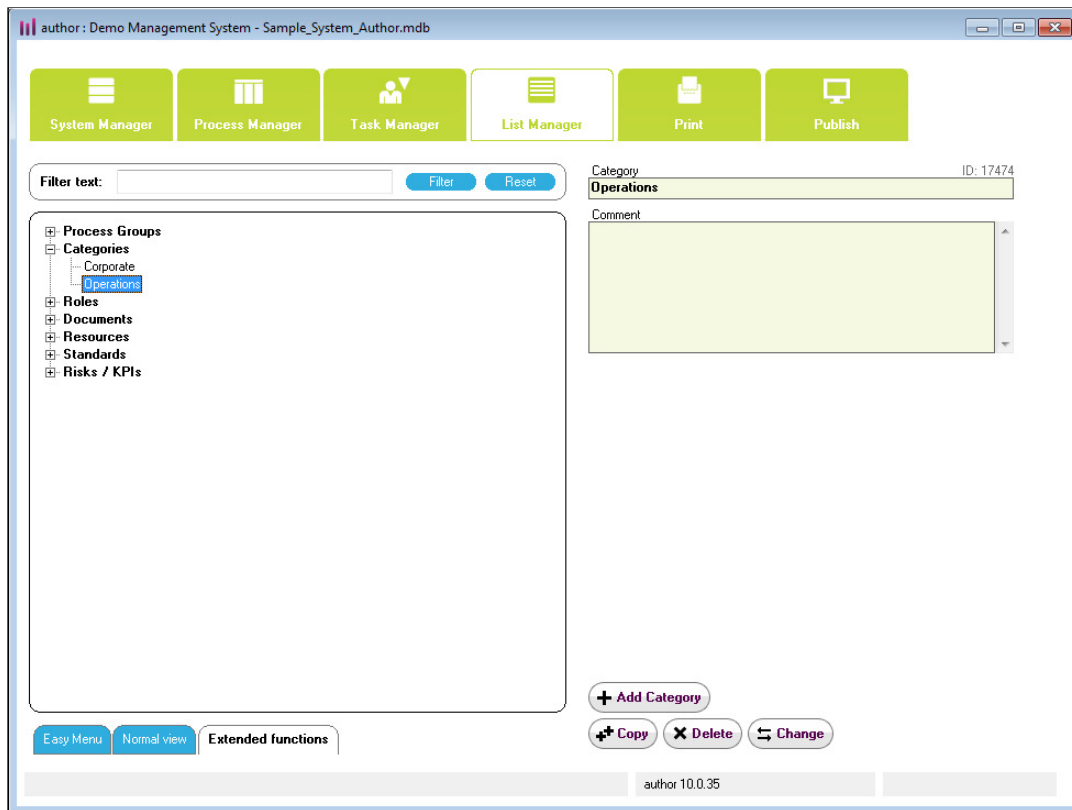 author : Demo Management System - Sample_System_Author.mdb
System Manager
Process Manager
Task Manager
List Manager
Print
Publish
Filter text:
Filter
Reset
Process Groups
Categories
Corporate
Operations
Roles
Documents
Resources
Standards
Risks / KPIs
Category
ID: 17474
Operations
Comment
Add Category
Copy
Delete
Change
Easy Menu
Normal view
Extended functions
author 10.0.35